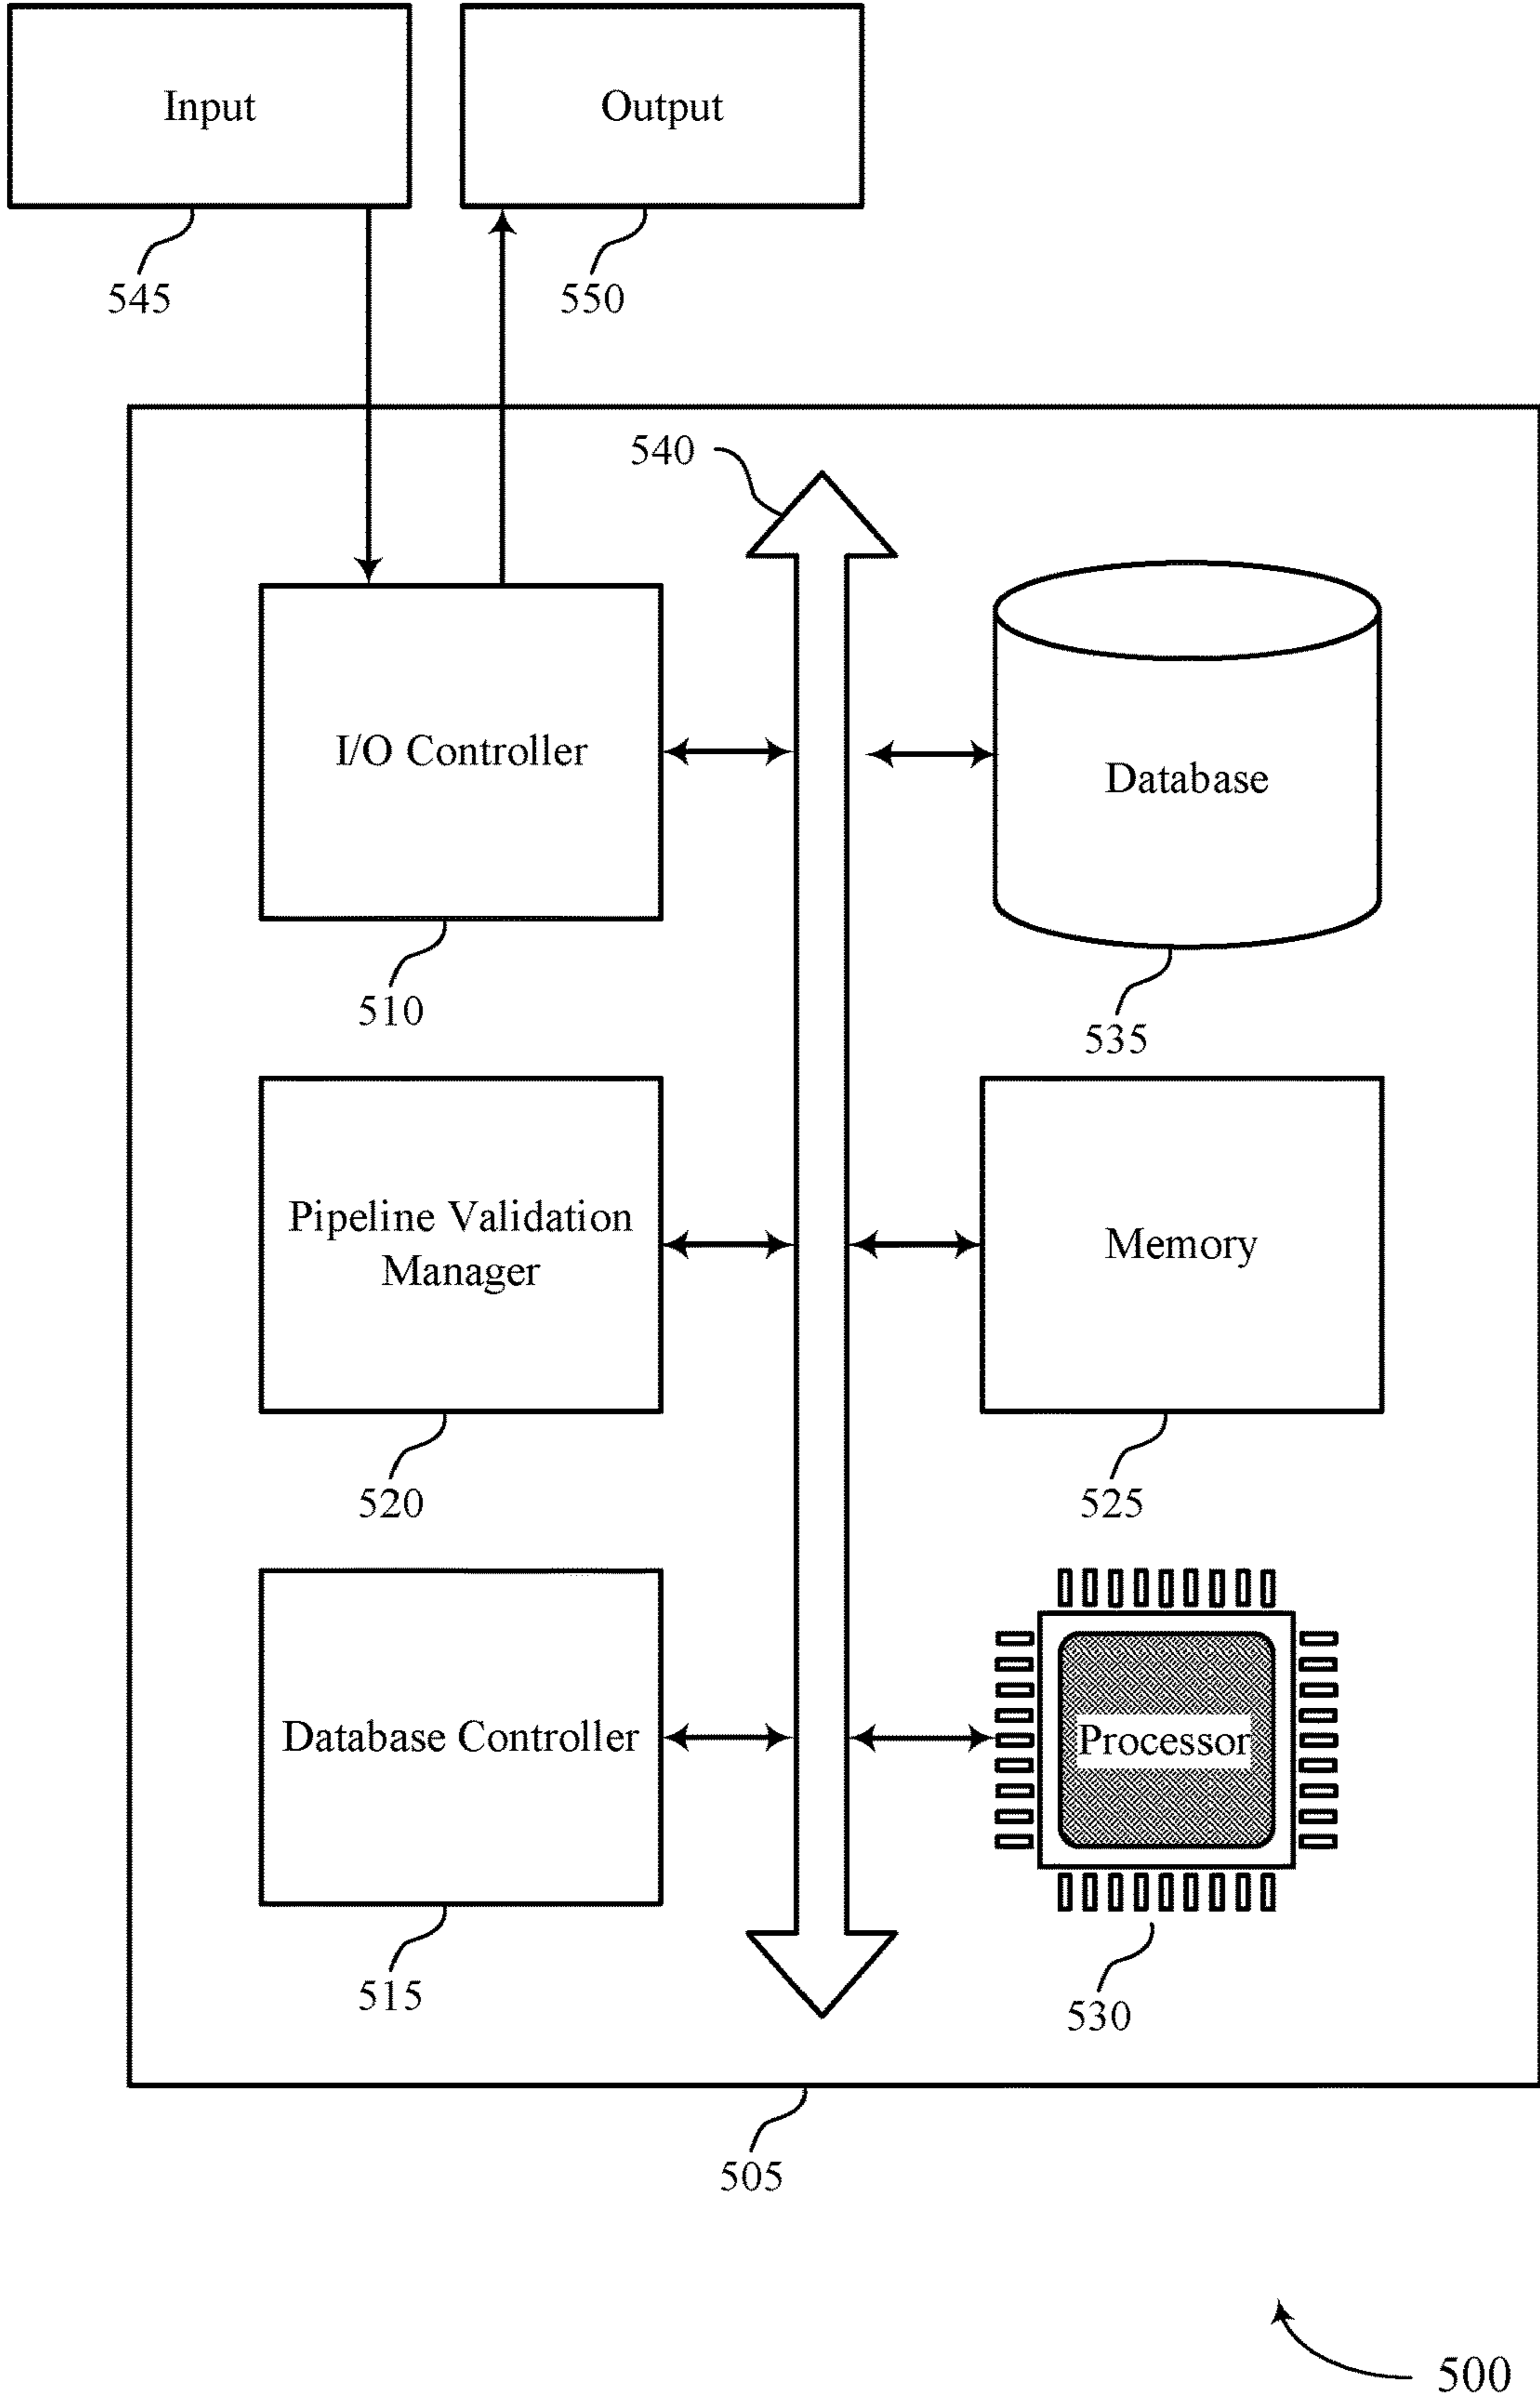 Input
Output
545
550
540
I/O Controller
Database
510
535
Pipeline Validation
Manager
Memory
520
525
Database Controller
Processor
515
530
505
500